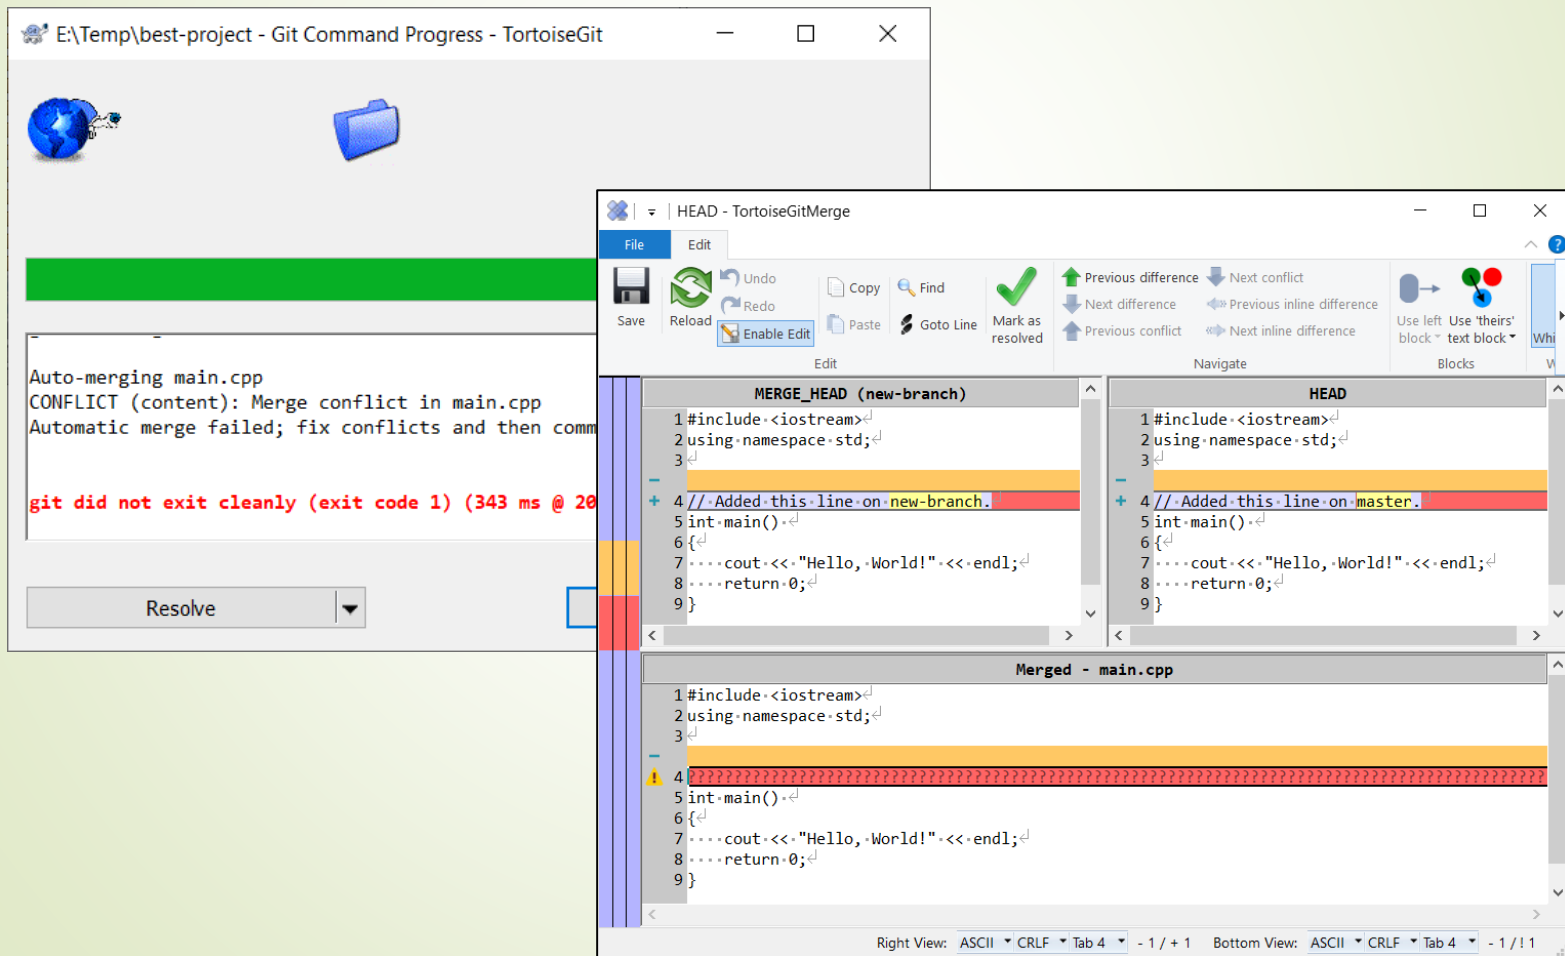 E:\Temp\best-project - Git Command Progress - TortoiseGit
Auto-merging main.cpp
CONFLICT (content): Merge conflict in main.cpp
Automatic merge failed; fix conflicts and then comm
git did not exit cleanly (exit code 1) (343 ms @ 20
Resolve
HEAD - TortoiseGitMerge
File Edit
Save
Reload
Undo
Redo
Enable Edit
Copy
Paste
Find
Goto Line
Mark as
resolved
Edit
Previous difference
Next difference
Previous conflict
Next conflict
Previous inline difference
Next inline difference
Navigate
Use left
block
Use 'theirs'
text block
Blocks
Whi
MERGE_HEAD (new-branch)
1 #include <iostream>
2 using namespace std;
3
4 // Added this line on new-branch.
5 int main()
6 {
7     cout << "Hello, World!" << endl;
8     return 0;
9 }
HEAD
1 #include <iostream>
2 using namespace std;
3
4 // Added this line on master.
5 int main()
6 {
7     cout << "Hello, World!" << endl;
8     return 0;
9 }
Merged - main.cpp
1 #include <iostream>
2 using namespace std;
3
4
5 int main()
6 {
7     cout << "Hello, World!" << endl;
8     return 0;
9 }
Right View: ASCII CRLF Tab 4 - 1 / + 1 Bottom View: ASCII CRLF Tab 4 - 1 / ! 1